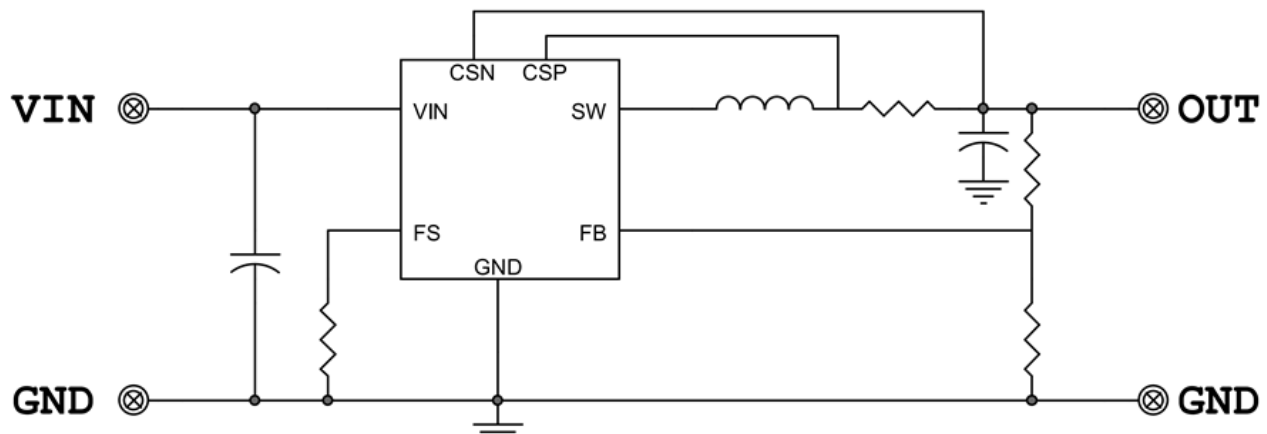 CSN CSP
VIN VIN SW OUT
FS FB
GND
GND GND